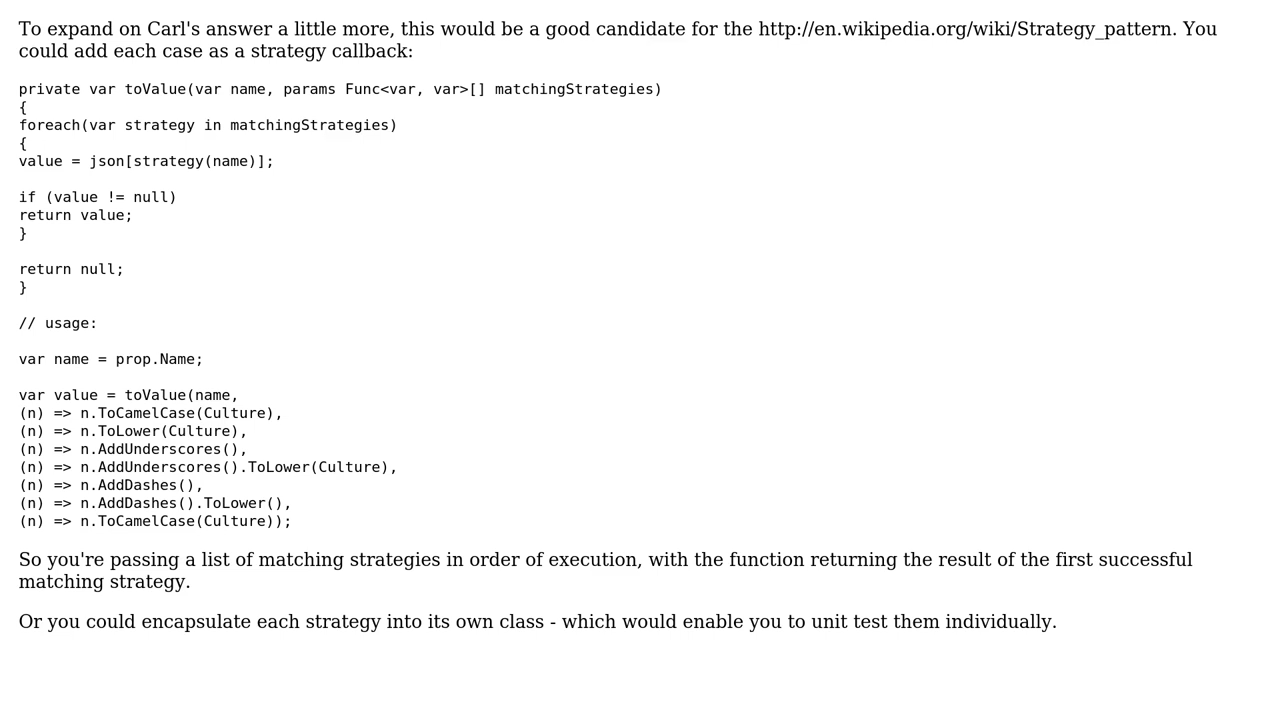 To expand on Carl's answer a little more, this would be a good candidate for the http://en.wikipedia.org/wiki/Strategy_pattern. You
could add each case as a strategy callback:
private var toValue(var name, params Func<var, var>[] matchingStrategies)
{
foreach(var strategy in matchingStrategies)
{
value = json[strategy(name)];
if (value != null)
return value;
}
return null;
}
// usage:
var name = prop.Name;
var value = toValue(name,
(n) => n.ToCamelCase(Culture),
(n) => n.ToLower(Culture),
(n) => n.AddUnderscores(),
(n) => n.AddUnderscores().ToLower(Culture),
(n) => n.AddDashes(),
(n) => n.AddDashes().ToLower(),
(n) => n.ToCamelCase(Culture));
So you're passing a list of matching strategies in order of execution, with the function returning the result of the first successful
matching strategy.
Or you could encapsulate each strategy into its own class - which would enable you to unit test them individually.